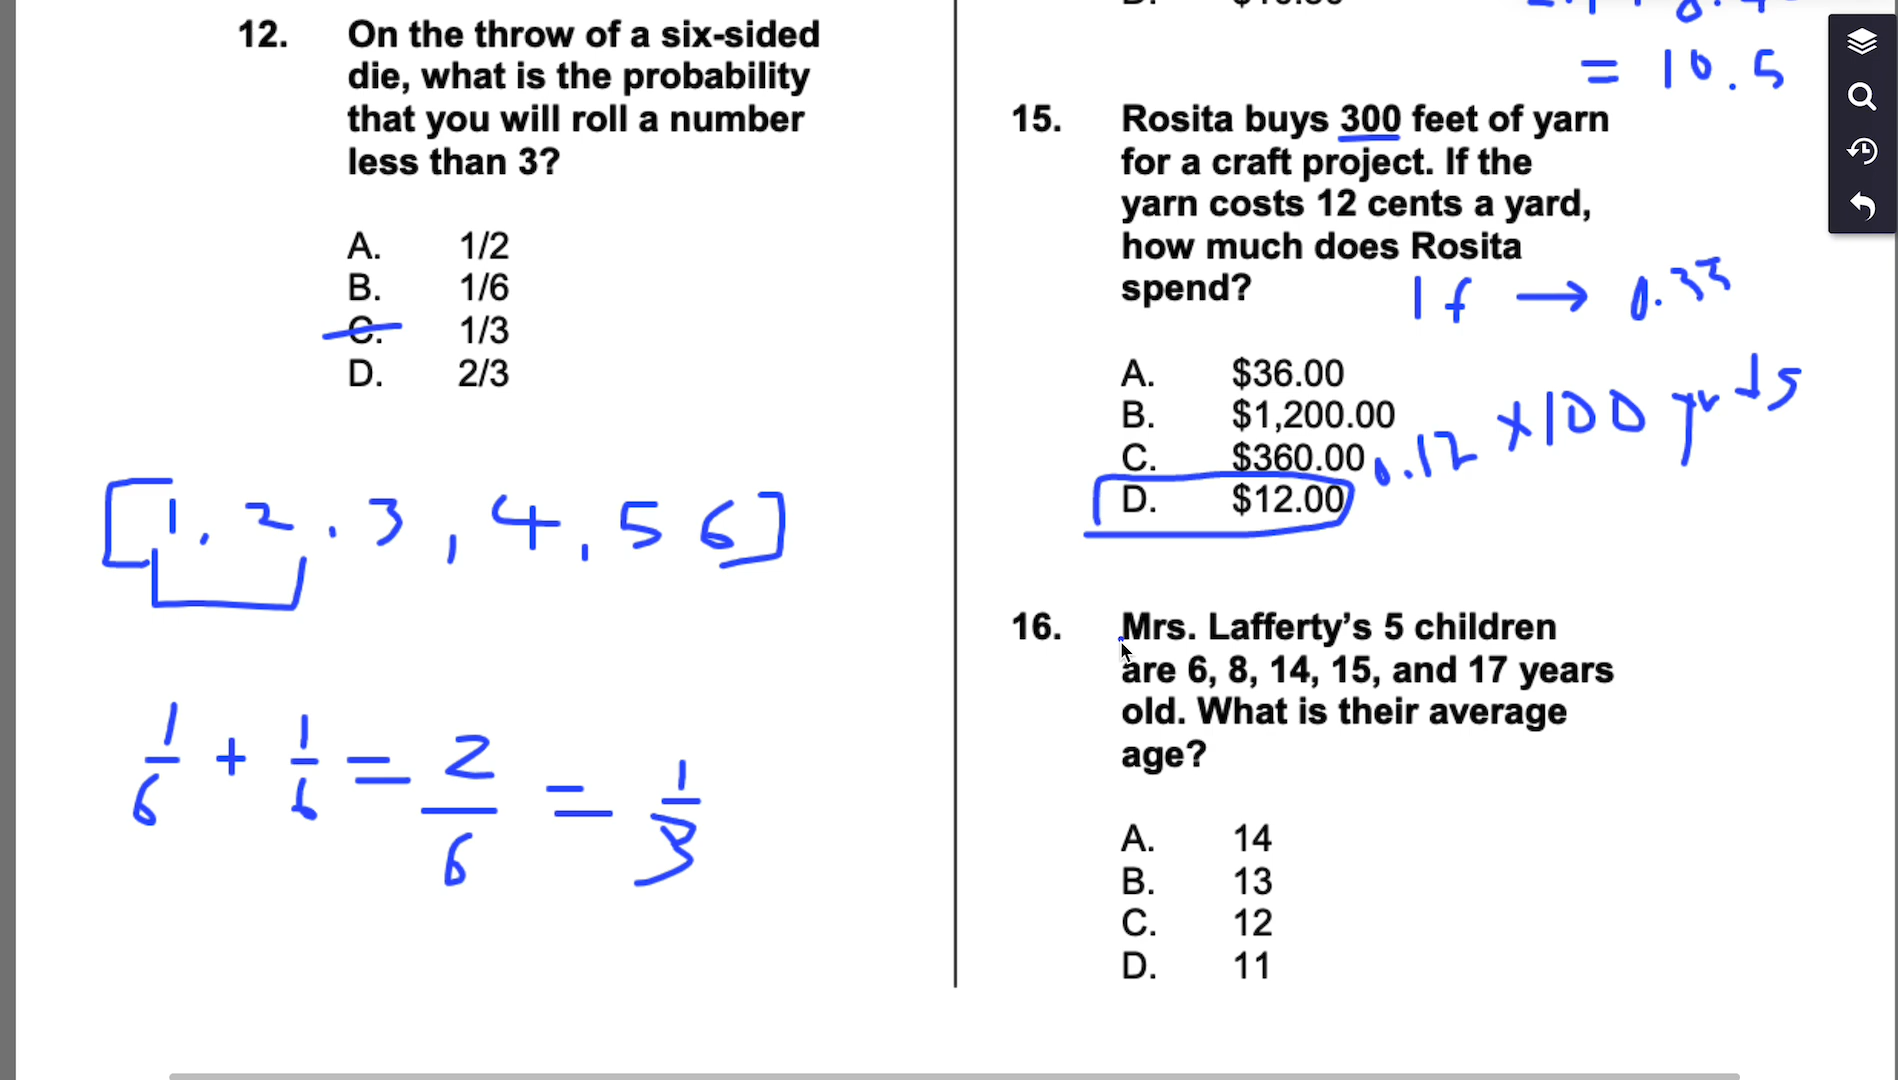 12. On the throw of a six-sided
die, what is the probability
that you will roll a number
less than 3?
A. 1/2
B. 1/6
C. 1/3
D. 2/3
[1, 2, 3, 4, 5 6]
1/6 + 1/6 = 2/6 = 1/3
= 10.5
15. Rosita buys 300 feet of yarn
for a craft project. If the
yarn costs 12 cents a yard,
how much does Rosita
spend?
1 f → 0.33
A. $36.00
B. $1,200.00
C. $360.00
D. $12.00
0.12 x 100 yards
16. Mrs. Lafferty’s 5 children
are 6, 8, 14, 15, and 17 years
old. What is their average
age?
A. 14
B. 13
C. 12
D. 11